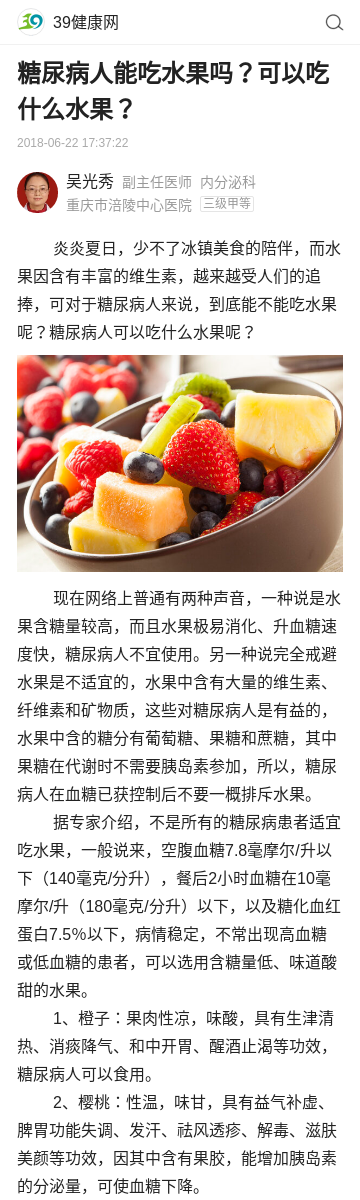 39健康网
糖尿病人能吃水果吗？可以吃
什么水果？
2018-06-22 17:37:22
吴光秀 副主任医师 内分泌科
重庆市涪陵中心医院 三级甲等
炎炎夏日，少不了冰镇美食的陪伴，而水
果因含有丰富的维生素，越来越受人们的追
捧，可对于糖尿病人来说，到底能不能吃水果
呢？糖尿病人可以吃什么水果呢？
现在网络上普通有两种声音，一种说是水
果含糖量较高，而且水果极易消化、升血糖速
度快，糖尿病人不宜使用。另一种说完全戒避
水果是不适宜的，水果中含有大量的维生素、
纤维素和矿物质，这些对糖尿病人是有益的，
水果中含的糖分有葡萄糖、果糖和蔗糖，其中
果糖在代谢时不需要胰岛素参加，所以，糖尿
病人在血糖已获控制后不要一概排斥水果。
据专家介绍，不是所有的糖尿病患者适宜
吃水果，一般说来，空腹血糖7.8毫摩尔/升以
下（140毫克/分升），餐后2小时血糖在10毫
摩尔/升（180毫克/分升）以下，以及糖化血红
蛋白7.5%以下，病情稳定，不常出现高血糖
或低血糖的患者，可以选用含糖量低、味道酸
甜的水果。
1、橙子：果肉性凉，味酸，具有生津清
热、消痰降气、和中开胃、醒酒止渴等功效，
糖尿病人可以食用。
2、樱桃：性温，味甘，具有益气补虚、
脾胃功能失调、发汗、祛风透疹、解毒、滋肤
美颜等功效，因其中含有果胶，能增加胰岛素
的分泌量，可使血糖下降。